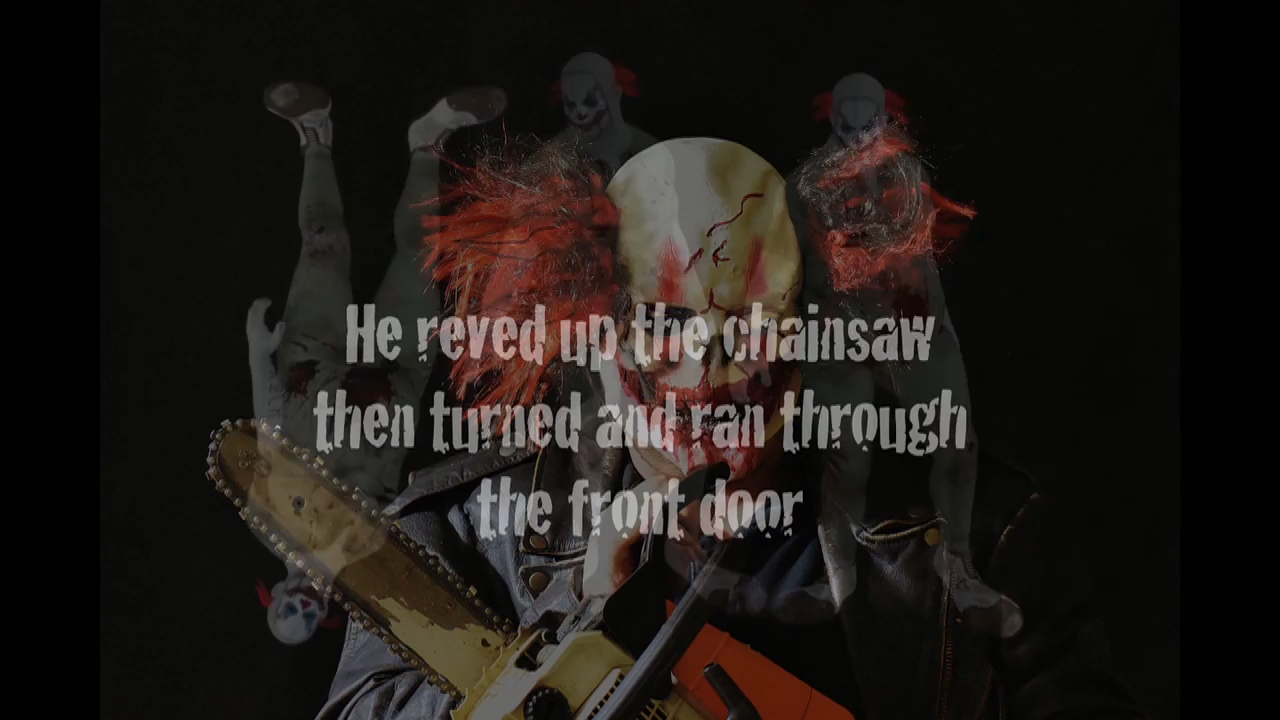 He reved up the chainsaw
then turned and ran through
the front door